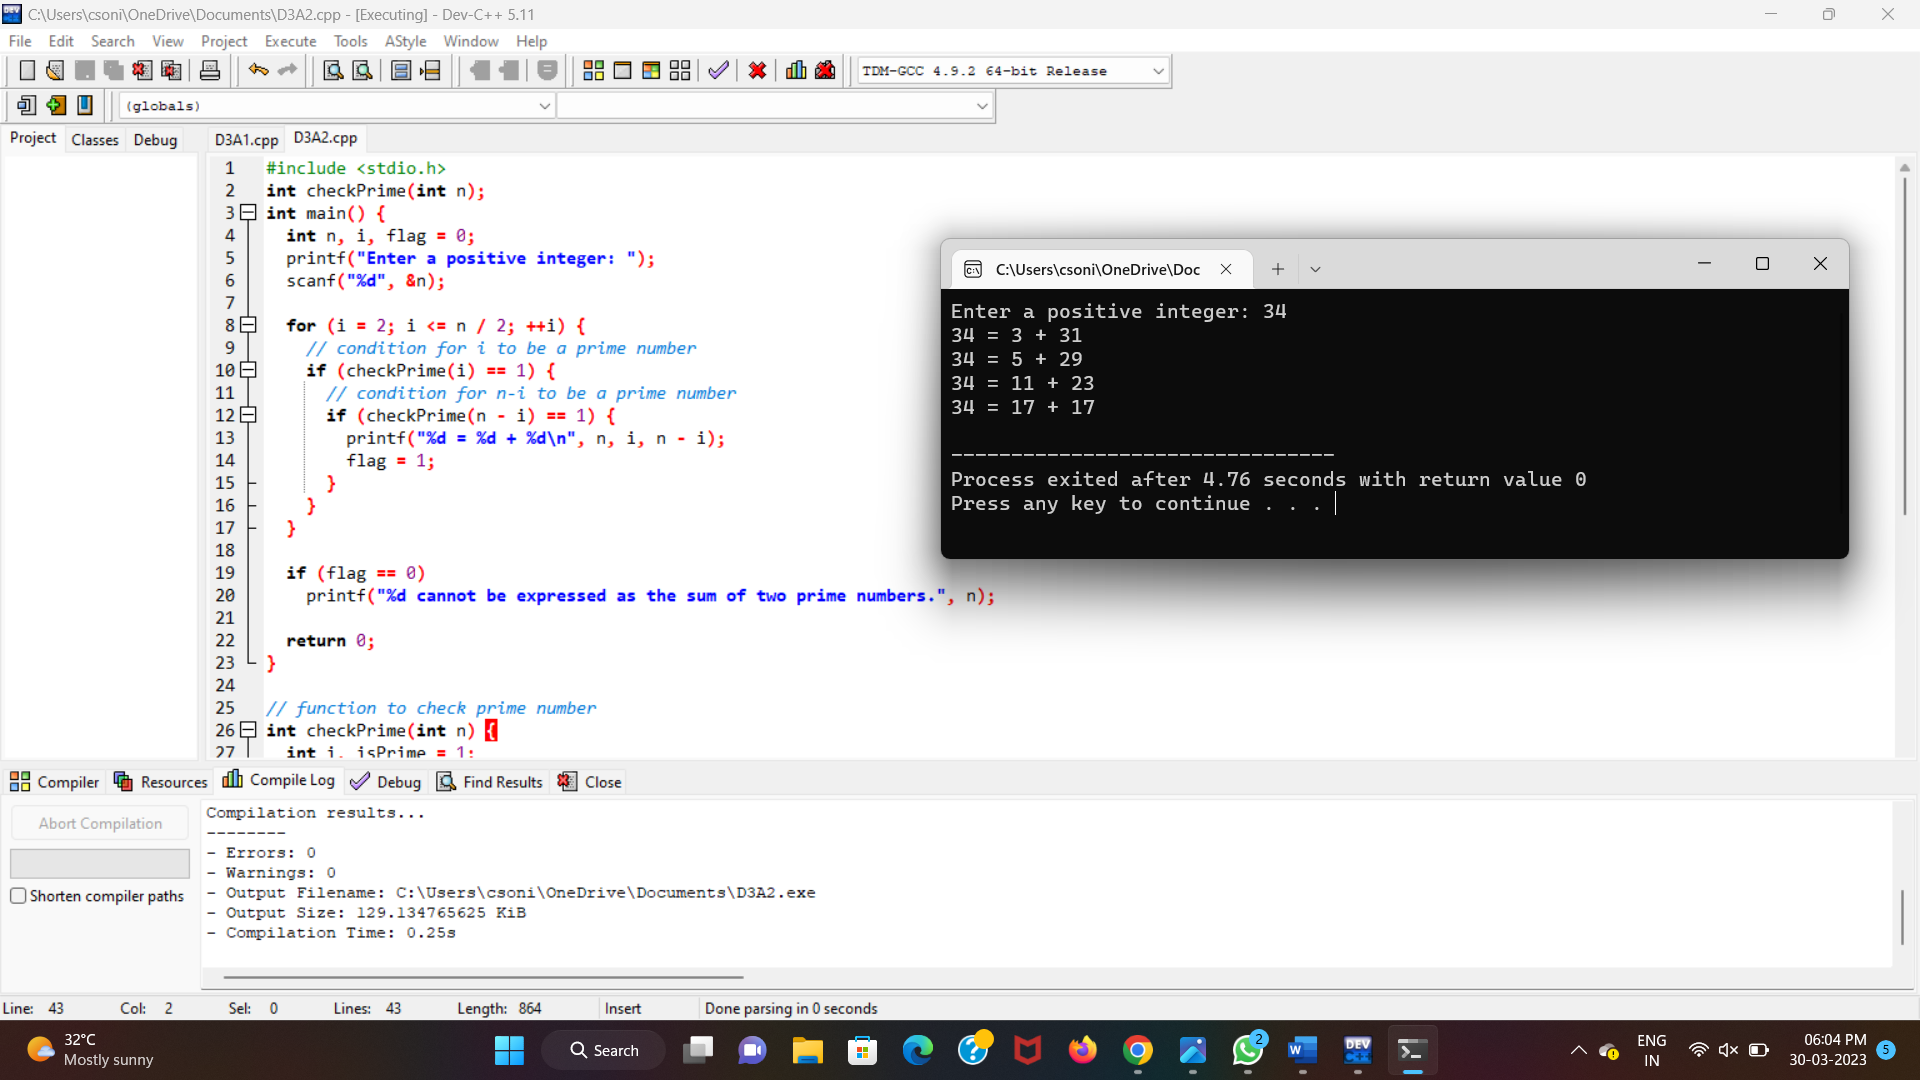 C:\Users\csoni\OneDrive\Documents\D3A2.cpp - [Executing] - Dev-C++ 5.11
File Edit Search View Project Execute Tools AStyle Window Help
TDM-GCC 4.9.2 64-bit Release
(globals)
Project Classes Debug D3A1.cpp D3A2.cpp
1 #include <stdio.h>
2 int checkPrime(int n);
3 int main() {
4 int n, i, flag = 0;
5 printf("Enter a positive integer: ");
6 scanf("%d", &n);
7
8 for (i = 2; i <= n / 2; ++i) {
9 // condition for i to be a prime number
10 if (checkPrime(i) == 1) {
11 // condition for n-i to be a prime number
12 if (checkPrime(n - i) == 1) {
13 printf("%d = %d + %d\n", n, i, n - i);
14 flag = 1;
15 }
16 }
17 }
18
19 if (flag == 0)
20 printf("%d cannot be expressed as the sum of two prime numbers.", n);
21
22 return 0;
23 }
24
25 // function to check prime number
26 int checkPrime(int n) {
27 int i, isPrime = 1;
C:\Users\csoni\OneDrive\Doc
Enter a positive integer: 34
34 = 3 + 31
34 = 5 + 29
34 = 11 + 23
34 = 17 + 17
--------------------------------
Process exited after 4.76 seconds with return value 0
Press any key to continue . . .
Compiler Resources Compile Log Debug Find Results Close
Abort Compilation
Shorten compiler paths
Compilation results...
--------
- Errors: 0
- Warnings: 0
- Output Filename: C:\Users\csoni\OneDrive\Documents\D3A2.exe
- Output Size: 129.134765625 KiB
- Compilation Time: 0.25s
Line: 43 Col: 2 Sel: 0 Lines: 43 Length: 864 Insert Done parsing in 0 seconds
32°C
Mostly sunny
Search
2
DEV
C++
ENG
IN
06:04 PM
30-03-2023
5